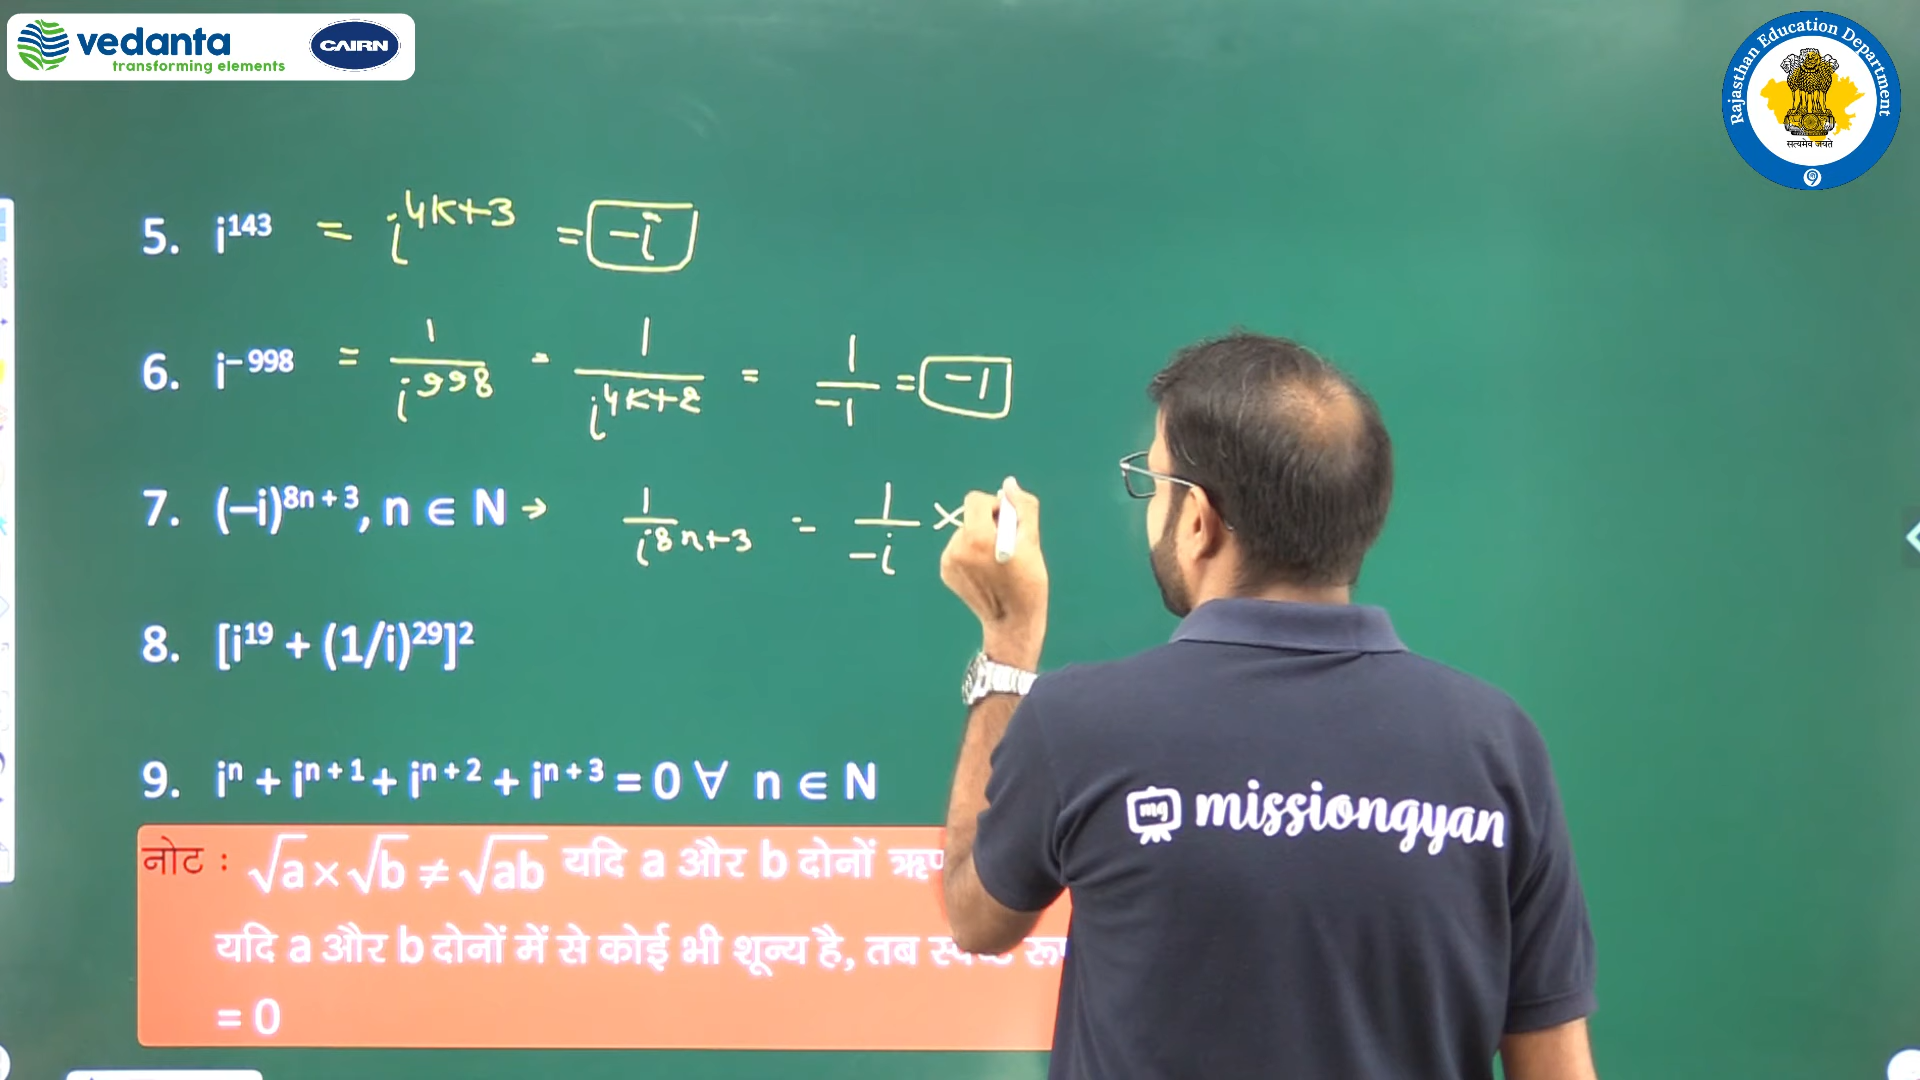 vedanta
transforming elements
CAIRN
Rajasthan Education Department
सत्यमेव जयते
5. i¹⁴³ = i⁴ᴷ⁺³ = -i
6. i⁻⁹⁹⁸ = 1/i⁹⁹⁸ = 1/i⁴ᴷ⁺² = 1/-1 = -1
7. (–i)⁸ⁿ⁺³, n ∈ N → 1/i⁸ⁿ⁺³ = 1/-i ×
8. [i¹⁹ + (1/i)²⁹]²
9. iⁿ + iⁿ⁺¹ + iⁿ⁺² + iⁿ⁺³ = 0 ∀ n ∈ N
नोट : √a × √b ≠ √ab यदि a और b दोनों
यदि a और b दोनों में से कोई भी शून्य है, तब
= 0
mg missiongyan